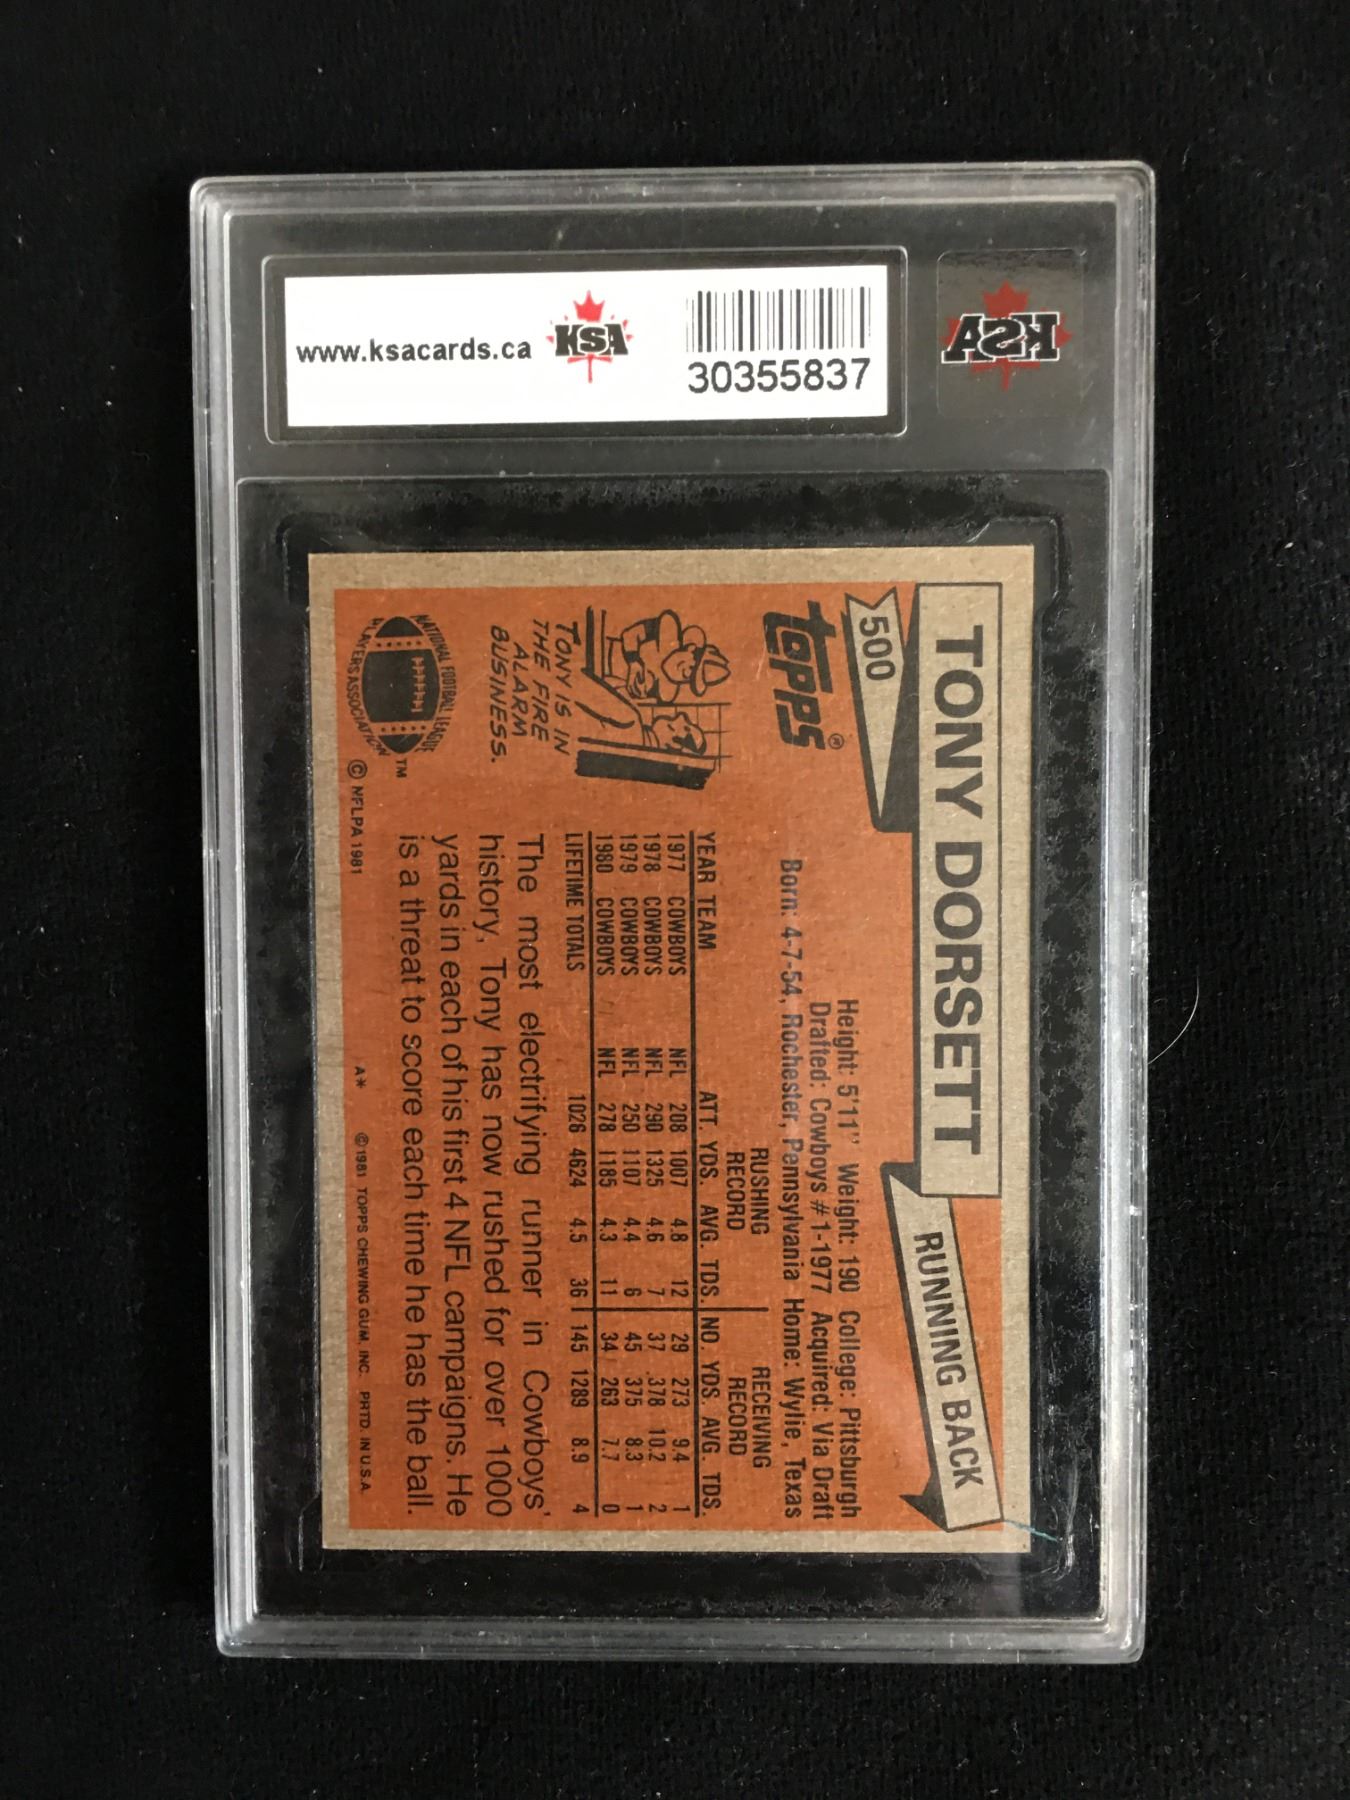 www.ksacards.ca
KSA
30355837
KSA
500
TONY DORSETT
RUNNING BACK
topps®
Height: 5'11" Weight: 190 College: Pittsburgh
Drafted: Cowboys #1-1977 Acquired: Via Draft
Born: 4-7-54, Rochester, Pennsylvania Home: Wylie, Texas
RUSHING RECEIVING
RECORD RECORD
YEAR TEAM ATT. YDS. AVG. TDS. NO. YDS. AVG. TDS.
1977 COWBOYS NFL 208 1007 4.8 12 29 273 9.4 1
1978 COWBOYS NFL 290 1325 4.6 7 37 .378 10.2 2
1979 COWBOYS NFL 250 1107 4.4 6 45 375 8.3 1
1980 COWBOYS NFL 278 1185 4.3 11 34 263 7.7 0
LIFETIME TOTALS 1026 4624 4.5 36 145 1289 8.9 4
TONY IS IN
THE FIRE
ALARM
BUSINESS.
The most electrifying runner in Cowboys'
history, Tony has now rushed for over 1000
yards in each of his first 4 NFL campaigns. He
is a threat to score each time he has the ball.
NATIONAL FOOTBALL LEAGUE
PLAYERS ASSOCIATION
TM
© NFLPA 1981
A* ©1981 TOPPS CHEWING GUM, INC. PRTD. IN U.S.A.